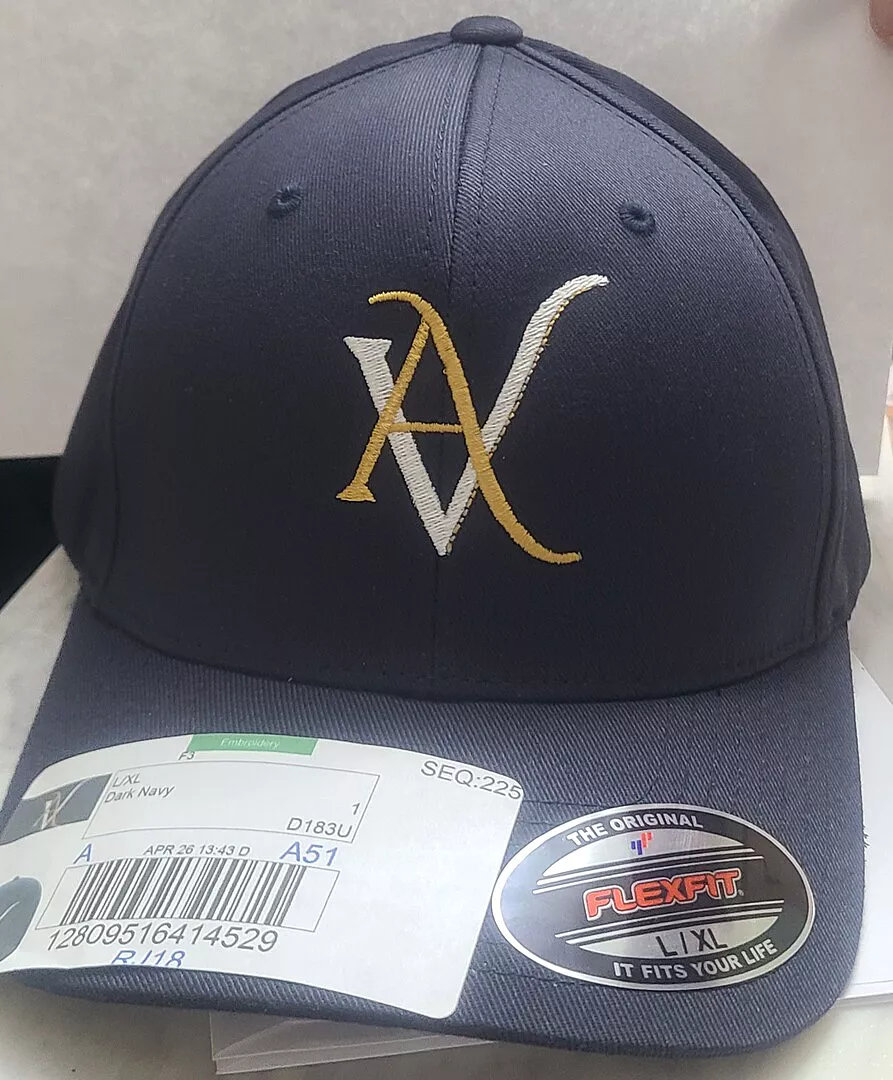 AV
Embroidery
F3
L/XL
Dark Navy
1
D183U
SEQ:225
A
APR 26 13:43 D
A51
12809516414529
RJ18
THE ORIGINAL
FLEXFIT
L/XL
IT FITS YOUR LIFE